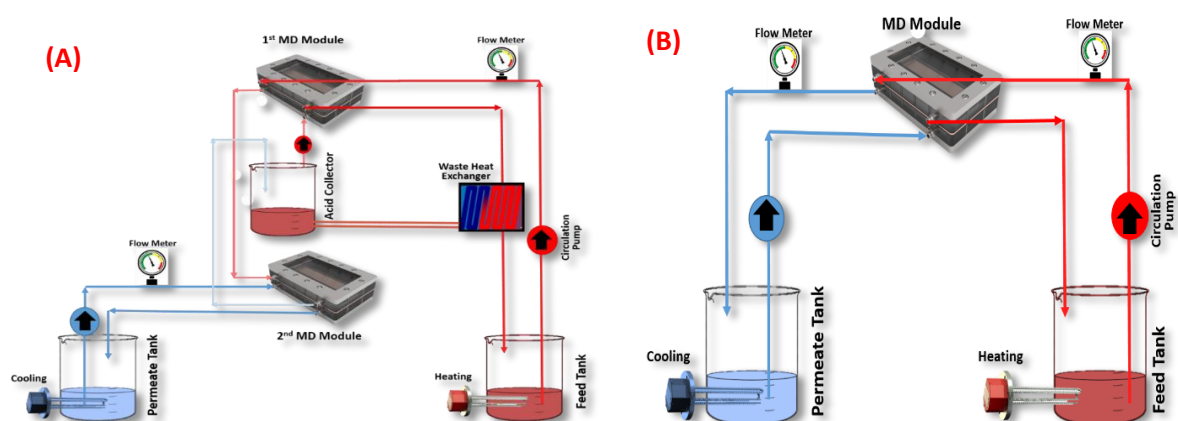 (A)
1st MD Module
Flow Meter
Acid Collector
Waste Heat
Exchanger
Circulation
Pump
Flow Meter
2nd MD Module
Cooling
Permeate Tank
Heating
Feed Tank
(B)
Flow Meter
MD Module
Flow Meter
Circulation
Pump
Cooling
Permeate Tank
Heating
Feed Tank